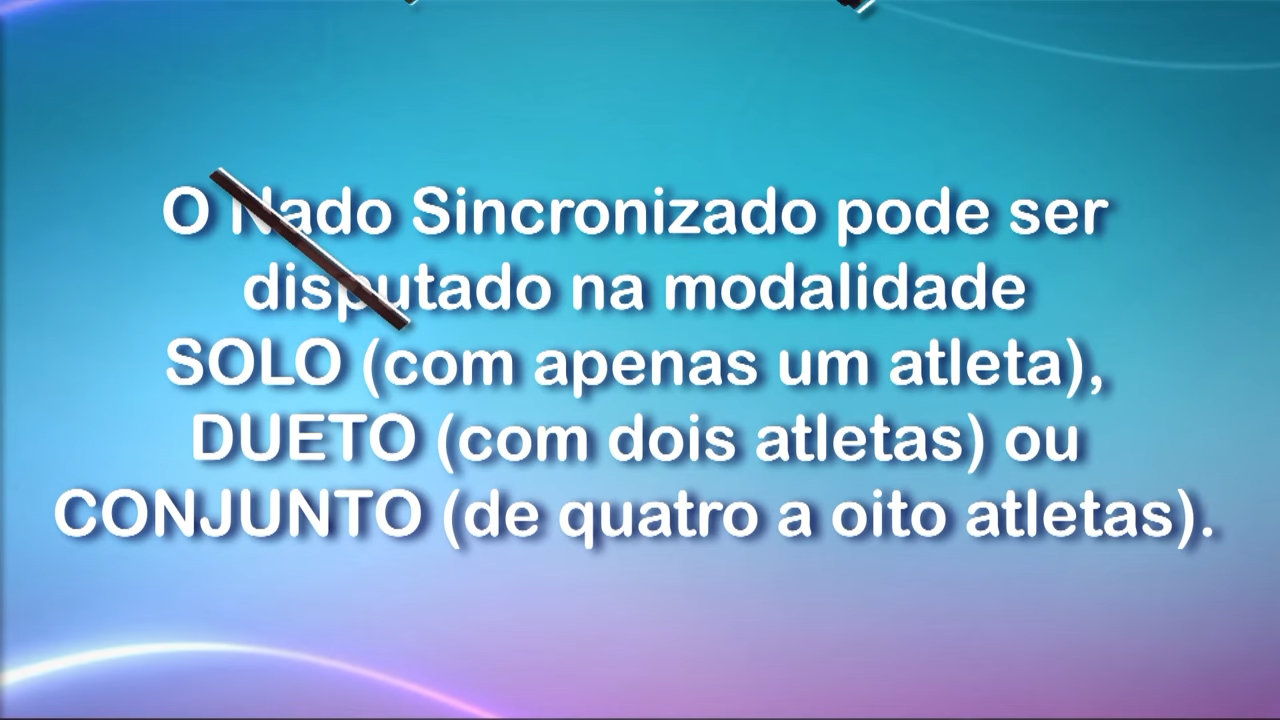 O Nado Sincronizado pode ser
disputado na modalidade
SOLO (com apenas um atleta),
DUETO (com dois atletas) ou
CONJUNTO (de quatro a oito atletas).